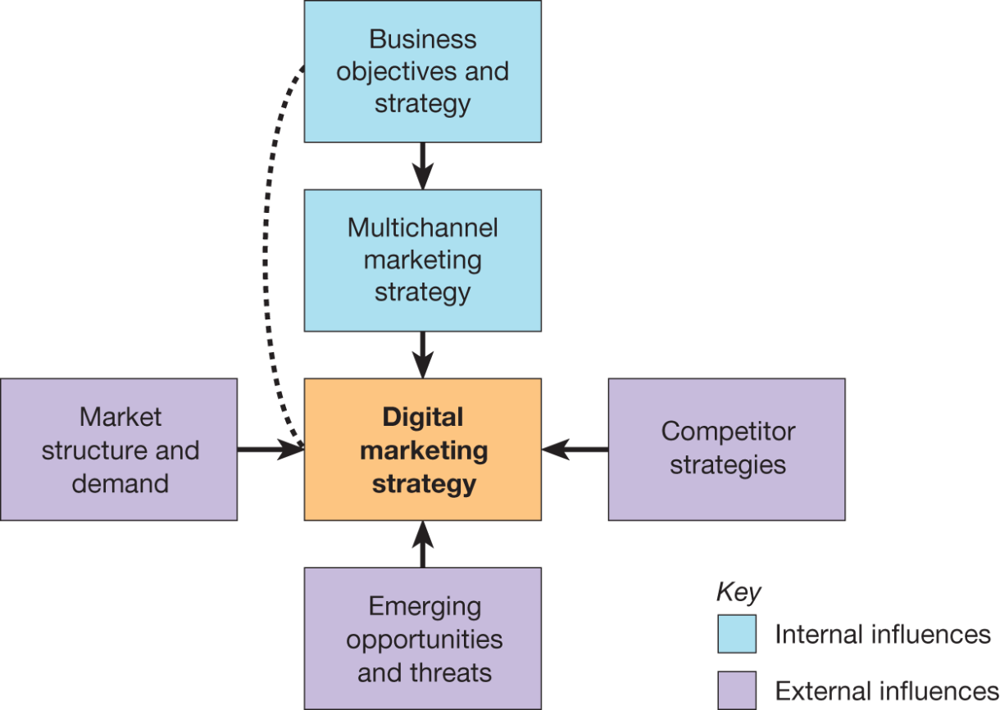 Business
objectives and
strategy
Multichannel
marketing
strategy
Market
structure and
demand
Digital
marketing
strategy
Competitor
strategies
Emerging
opportunities
and threats
Key
Internal influences
External influences